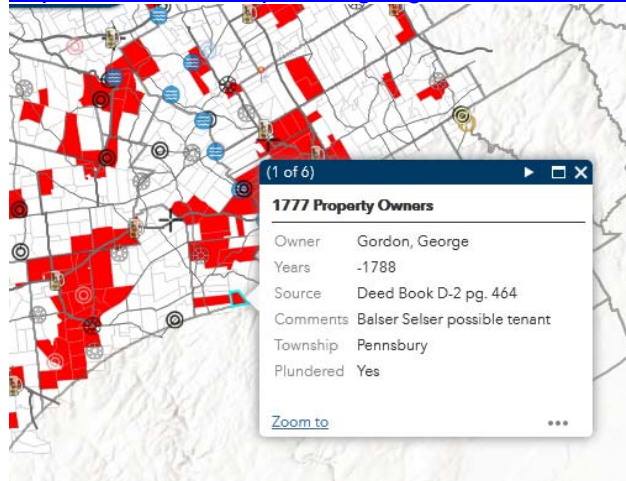 (1 of 6)
1777 Property Owners
Owner Gordon, George
Years -1788
Source Deed Book D-2 pg. 464
Comments Balser Selser possible tenant
Township Pennsbury
Plundered Yes
Zoom to